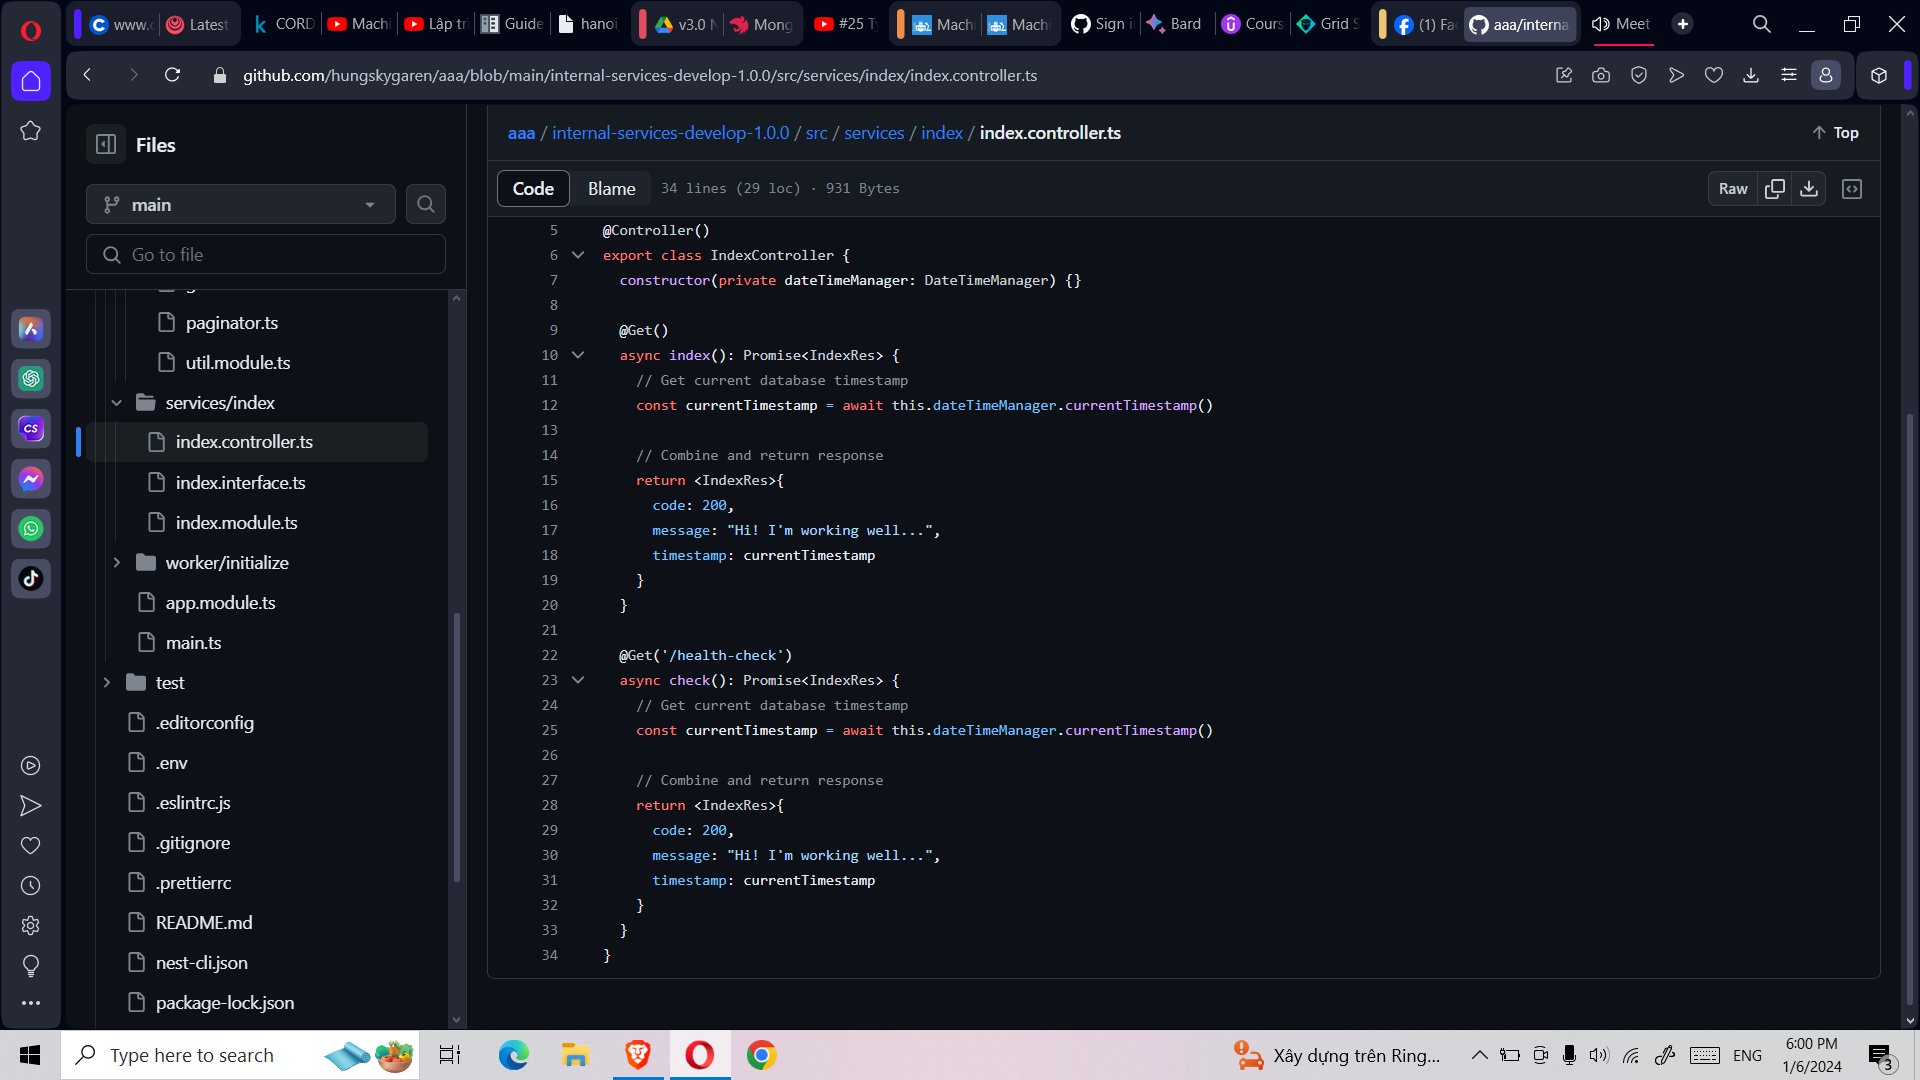 www.c
Latest
CORD
Machi
Lập trì
Guide
hanoi.
v3.0 N
Mong
#25 Ty
Machi
Machi
Sign i
Bard
Cours
Grid S
(1) Fac
aaa/interna
Meet
github.com/hungskygaren/aaa/blob/main/internal-services-develop-1.0.0/src/services/index/index.controller.ts
Files
main
Go to file
paginator.ts
util.module.ts
services/index
index.controller.ts
index.interface.ts
index.module.ts
worker/initialize
app.module.ts
main.ts
test
.editorconfig
.env
.eslintrc.js
.gitignore
.prettierrc
README.md
nest-cli.json
package-lock.json
aaa / internal-services-develop-1.0.0 / src / services / index / index.controller.ts
Top
Code Blame 34 lines (29 loc) · 931 Bytes
Raw
5 @Controller()
6 export class IndexController {
7 constructor(private dateTimeManager: DateTimeManager) {}
8
9 @Get()
10 async index(): Promise<IndexRes> {
11 // Get current database timestamp
12 const currentTimestamp = await this.dateTimeManager.currentTimestamp()
13
14 // Combine and return response
15 return <IndexRes>{
16 code: 200,
17 message: "Hi! I'm working well...",
18 timestamp: currentTimestamp
19 }
20 }
21
22 @Get('/health-check')
23 async check(): Promise<IndexRes> {
24 // Get current database timestamp
25 const currentTimestamp = await this.dateTimeManager.currentTimestamp()
26
27 // Combine and return response
28 return <IndexRes>{
29 code: 200,
30 message: "Hi! I'm working well...",
31 timestamp: currentTimestamp
32 }
33 }
34 }
Type here to search
Xây dựng trên Ring...
ENG
6:00 PM
1/6/2024
3